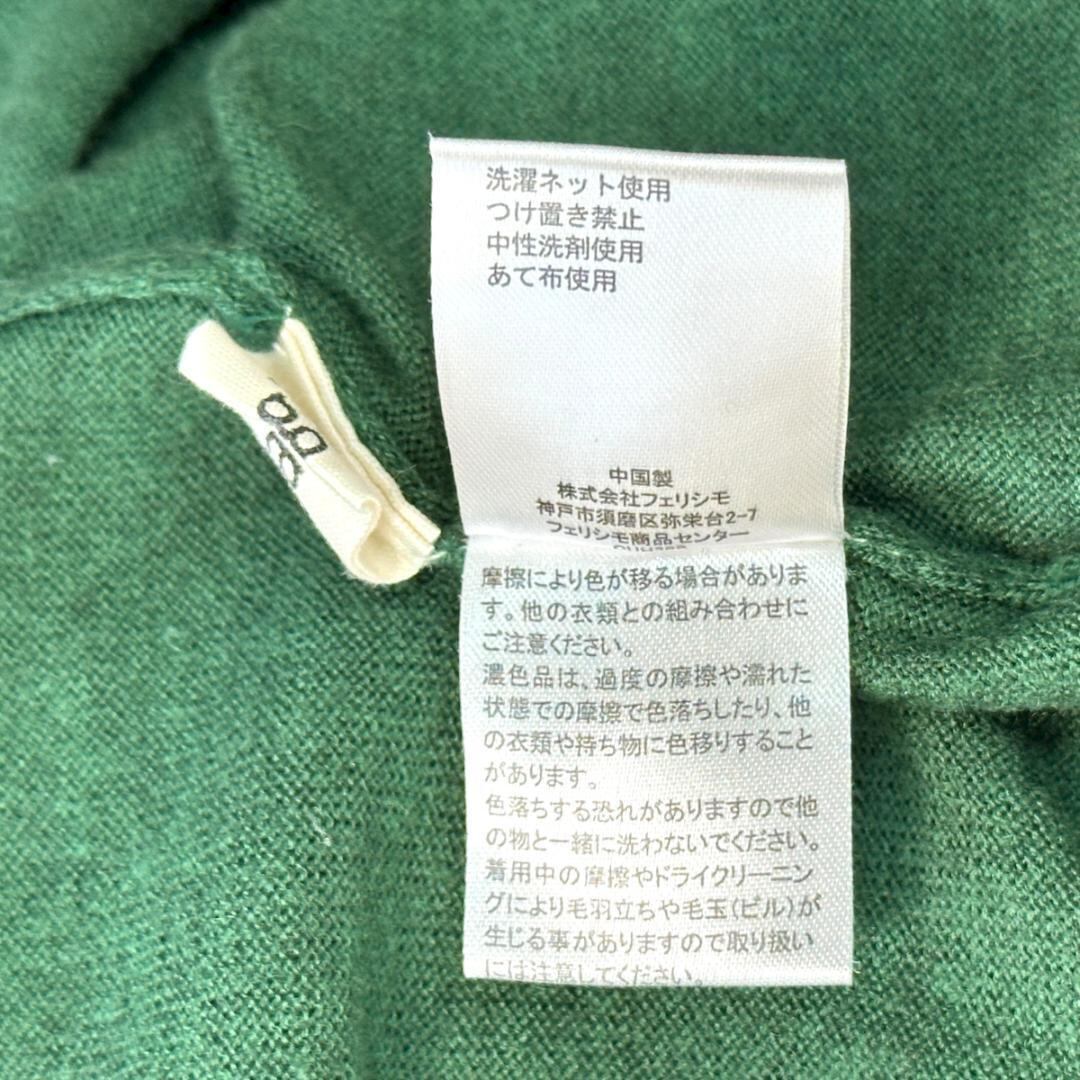 洗濯ネット使用
つけ置き禁止
中性洗剤使用
あて布使用
中国製
株式会社フェリシモ
神戸市須磨区弥栄台2-7
フェリシモ商品センター
摩擦により色が移る場合がありま
す。他の衣類との組み合わせに
ご注意ください。
濃色品は、過度の摩擦や濡れた
状態での摩擦で色落ちしたり、他
の衣類や持ち物に色移りすること
があります。
色落ちする恐れがありますので他
の物と一緒に洗わないでください。
着用中の摩擦やドライクリーニン
グにより毛羽立ちや毛玉(ピル)が
生じる事がありますので取り扱い
には注意してください。